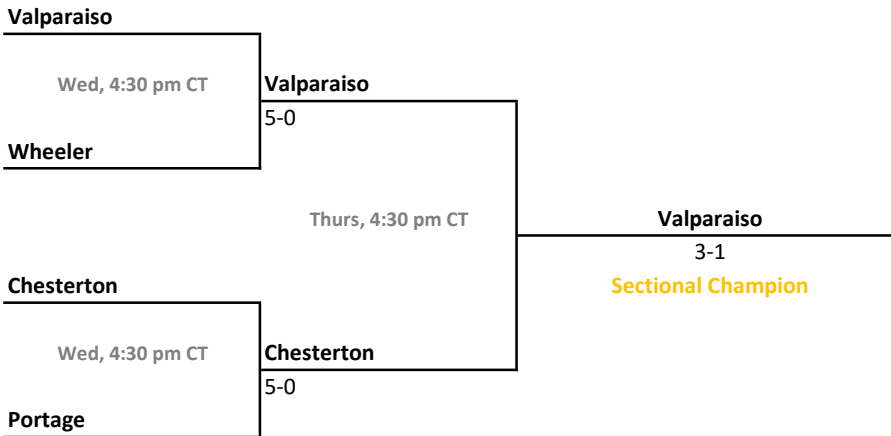 Valparaiso
Wed, 4:30 pm CT
Valparaiso
5-0
Wheeler
Thurs, 4:30 pm CT
Valparaiso
3-1
Chesterton
Sectional Champion
Wed, 4:30 pm CT
Chesterton
5-0
Portage